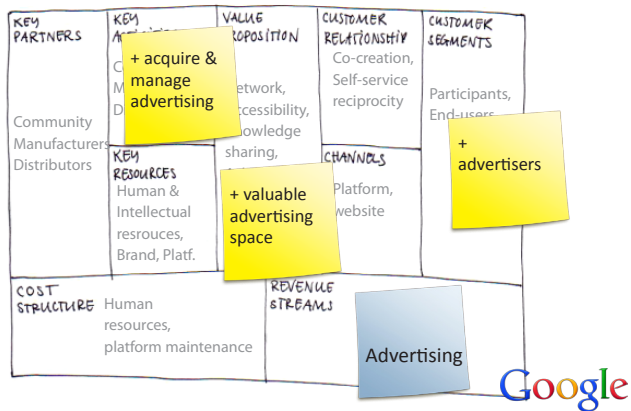 KEY
PARTNERS
Community
Manufacturers
Distributors
KEY
+ acquire &
manage
advertising
KEY
RESOURCES
Human &
Intellectual
resrouces,
Brand, Platf.
VALUE
PROPOSITION
sharing,
+ valuable
advertising
space
CUSTOMER
RELATIONSHIP
Co-creation,
Self-service
reciprocity
CHANNELS
Platform,
website
CUSTOMER
SEGMENTS
Participants,
End-users
+
advertisers
COST
STRUCTURE
Human
resources,
platform maintenance
REVENUE
STREAMS
Advertising
Google